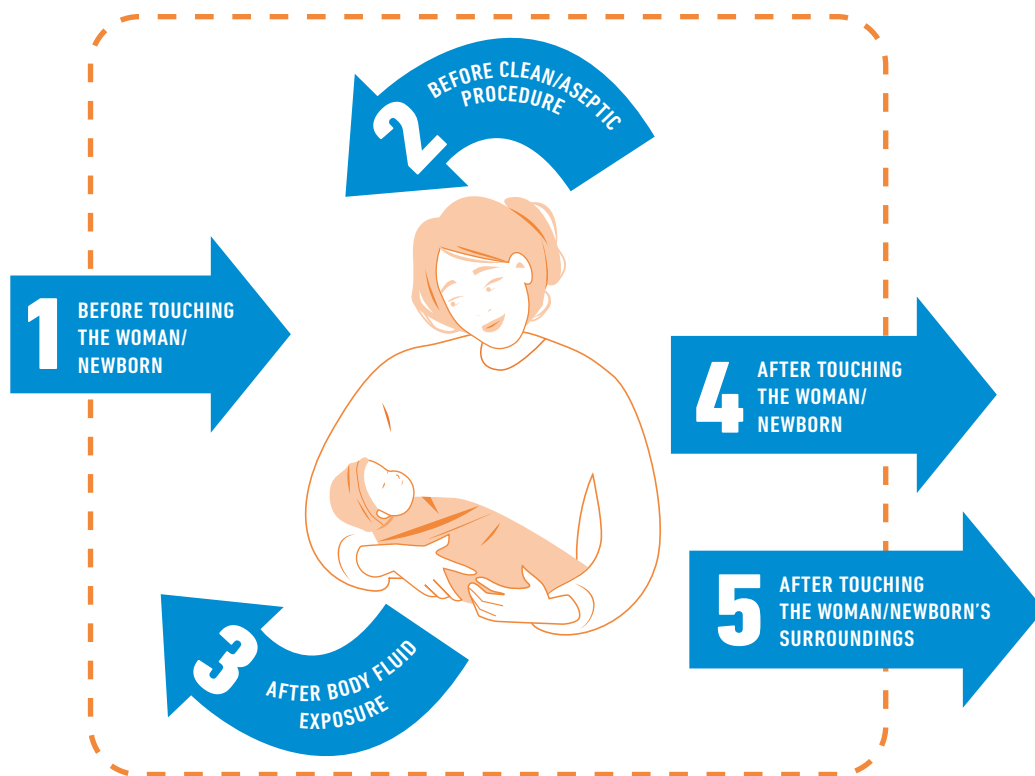 1
BEFORE TOUCHING
THE WOMAN/
NEWBORN
2
BEFORE CLEAN/ASEPTIC
PROCEDURE
3
AFTER BODY FLUID
EXPOSURE
4
AFTER TOUCHING
THE WOMAN/
NEWBORN
5
AFTER TOUCHING
THE WOMAN/NEWBORN'S
SURROUNDINGS